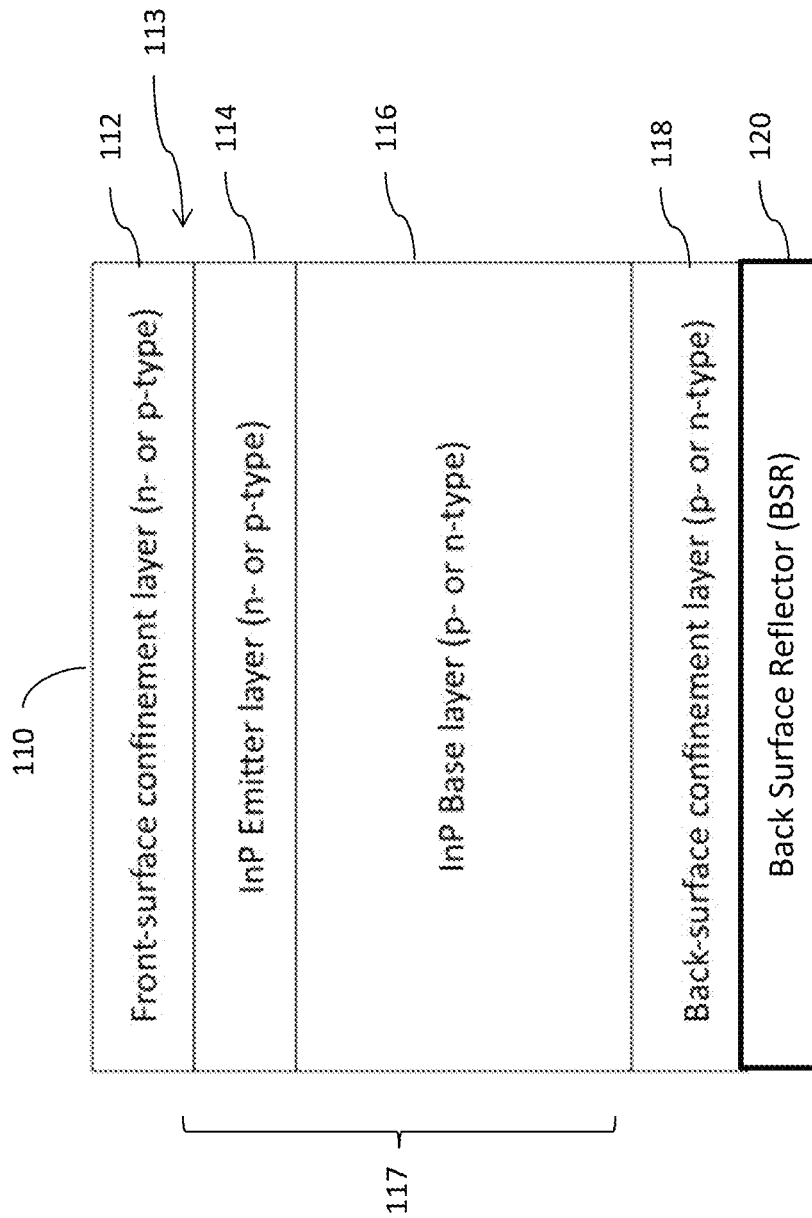 110
112
113
Front-surface confinement layer (n- or p-type)
InP Emitter layer (n- or p-type)
114
InP Base layer (p- or n-type)
116
117
Back-surface confinement layer (p- or n-type)
118
Back Surface Reflector (BSR)
120